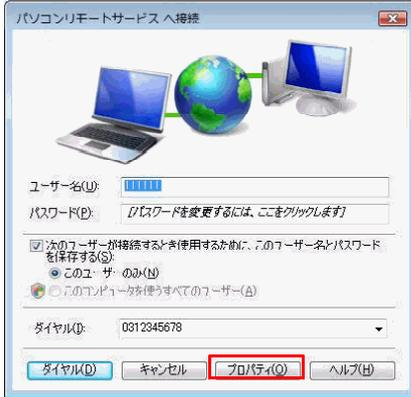 パソコンリモートサービス へ接続
ユーザー名(U): 111111
パスワード(P): [パスワードを変更するには、ここをクリックします]
次のユーザーが接続するとき使用するために、このユーザー名とパスワード
を保存する(S):
このユーザーのみ(N)
このコンピュータを使うすべてのユーザー(A)
ダイヤル(I): 0312345678
ダイヤル(D) キャンセル プロパティ(O) ヘルプ(H)